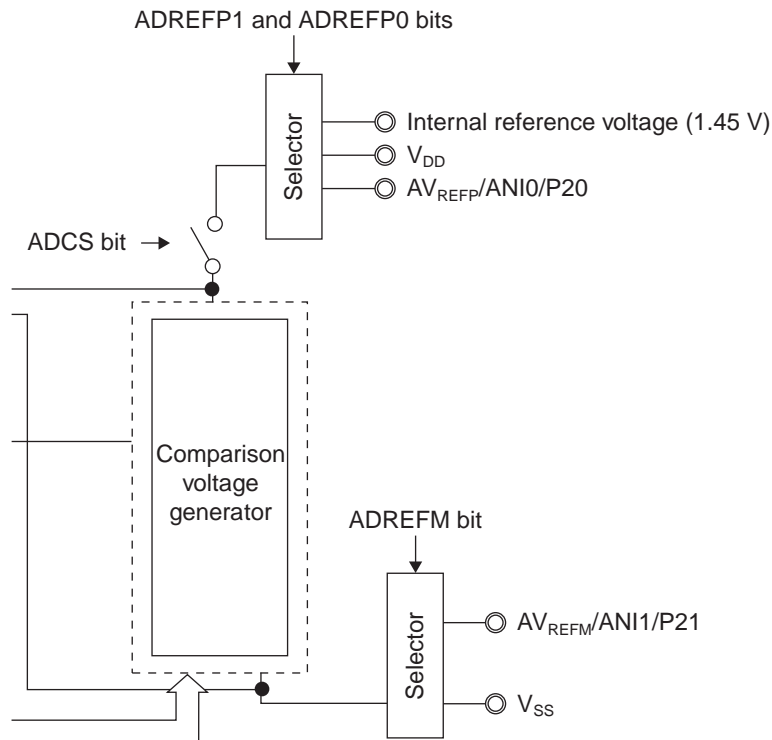 ADREFP1 and ADREFP0 bits
Selector
Internal reference voltage (1.45 V)
VDD
AVREFP/ANI0/P20
ADCS bit
Comparison
voltage
generator
ADREFM bit
Selector
AVREFM/ANI1/P21
VSS